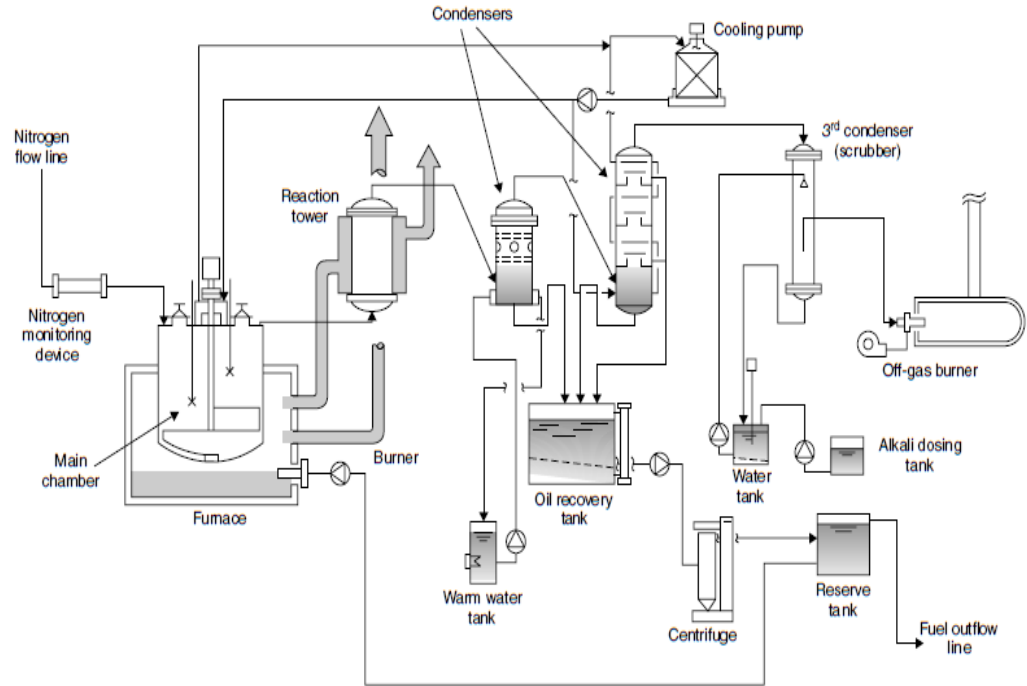 Condensers
Cooling pump
Nitrogen
flow line
3rd condenser
(scrubber)
Reaction
tower
Nitrogen
monitoring
device
Off-gas burner
Main
chamber
Burner
Alkali dosing
tank
Water
tank
Furnace
Oil recovery
tank
Warm water
tank
Reserve
tank
Centrifuge
Fuel outflow
line